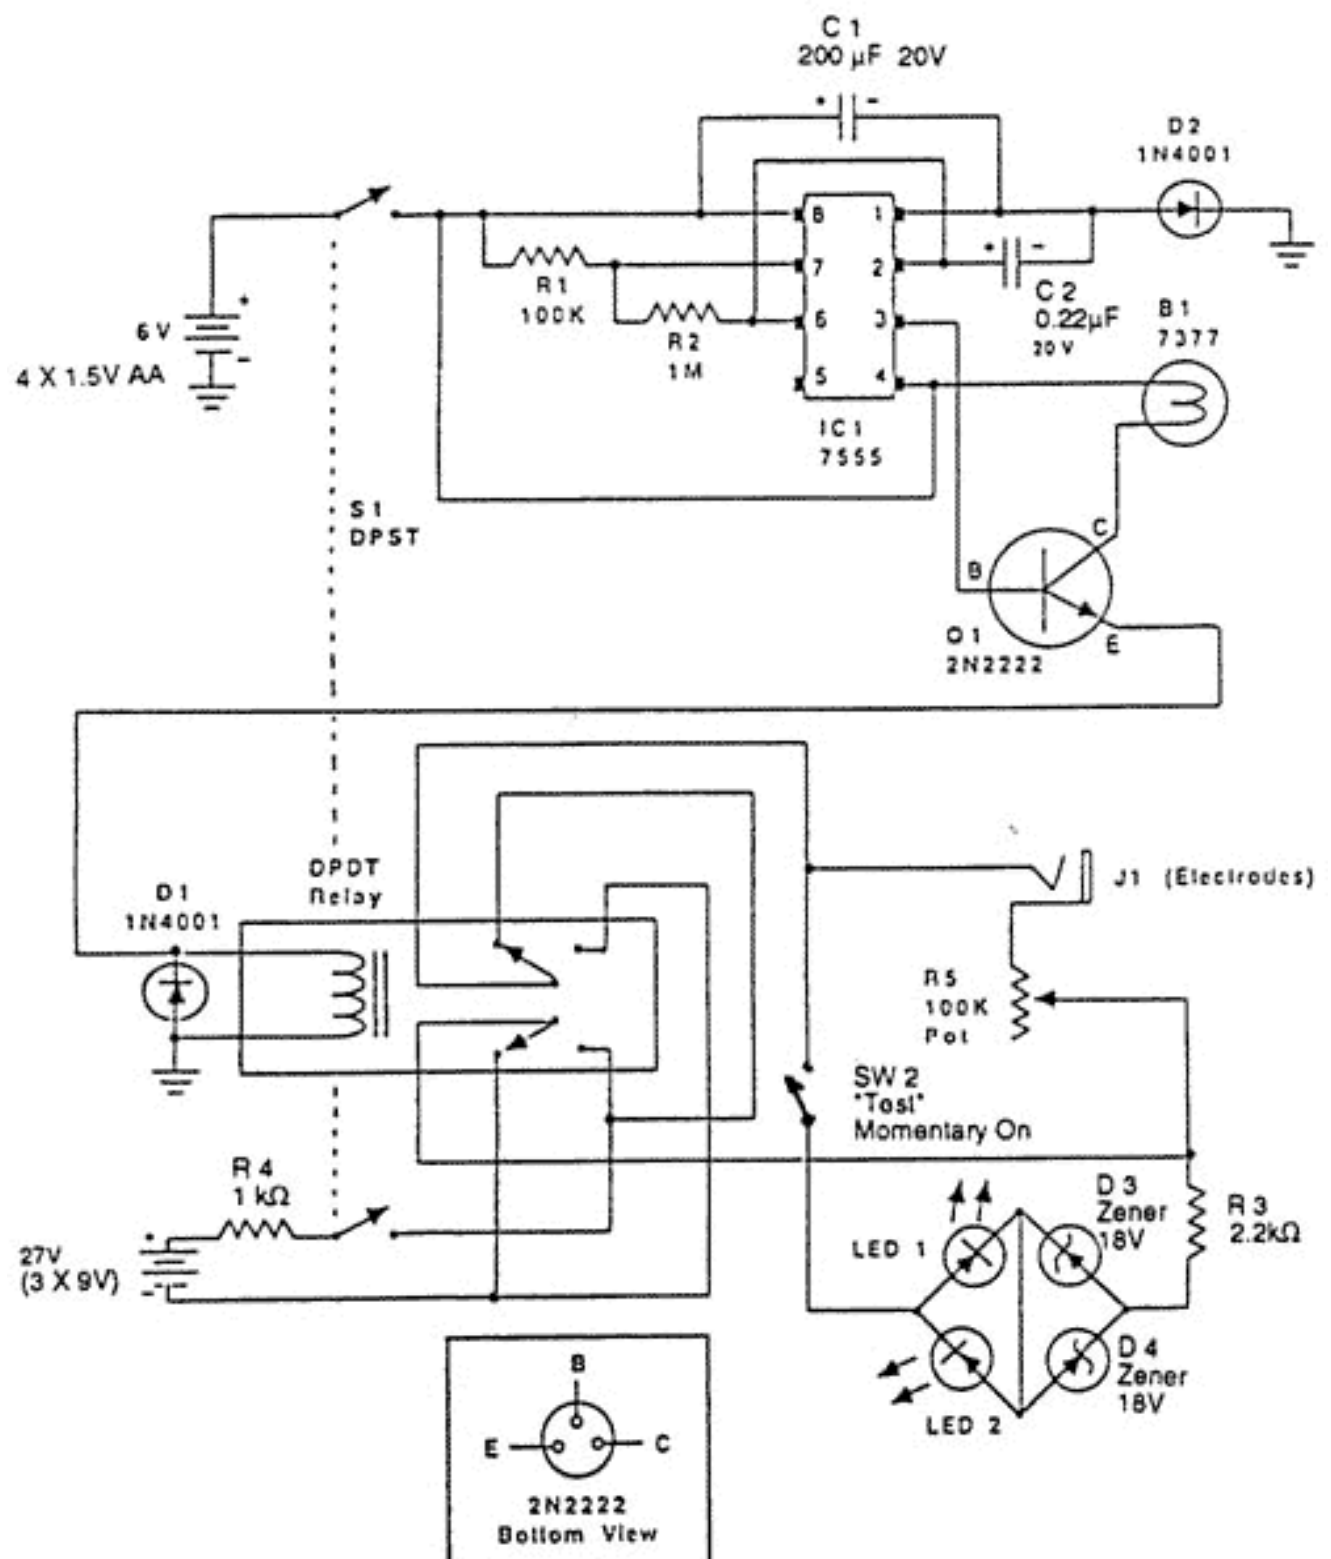 C 1
200 µF 20V
+ -
D 2
1N4001
8 1
7 2
6 3
5 4
+ -
R 1
100K
R 2
1M
C 2
0.22µF
20 V
B 1
7377
+
6 V
-
4 X 1.5V AA
IC 1
7555
S 1
DPST
B
C
E
Q 1
2N2222
DPDT
Relay
D 1
1N4001
J1 (Electrodes)
R 5
100K
Pot
SW 2
"Test"
Momentary On
R 4
1 kΩ
+
27V
(3 X 9V)
-
LED 1
D 3
Zener
18V
R 3
2.2kΩ
D 4
Zener
18V
LED 2
B
E C
2N2222
Bottom View